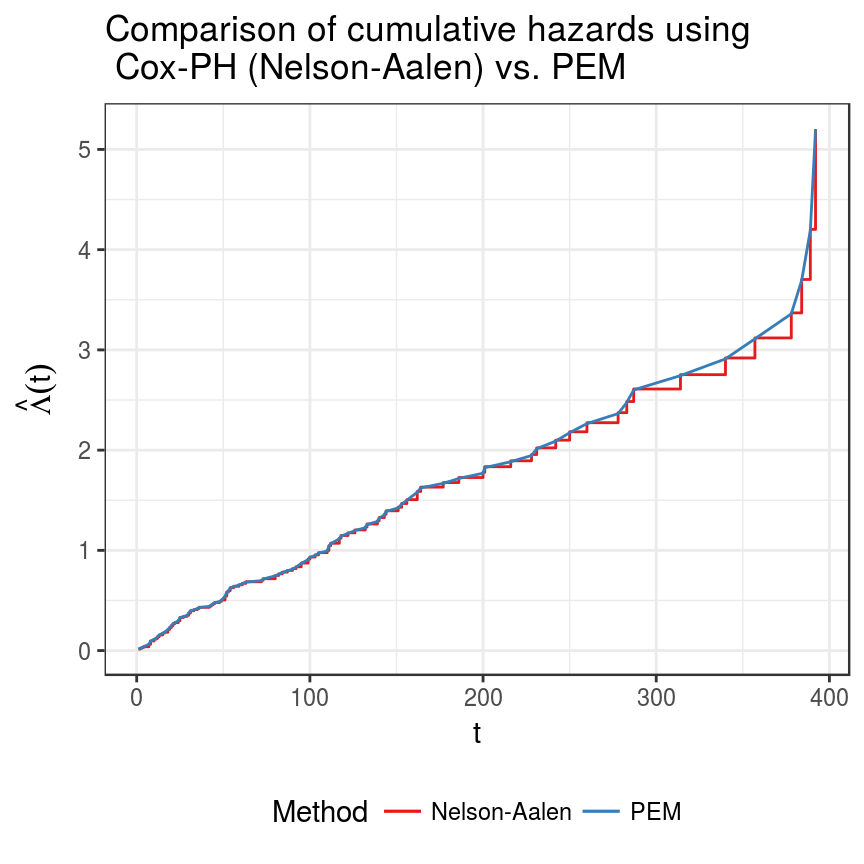 Comparison of cumulative hazards using
Cox-PH (Nelson-Aalen) vs. PEM
Λ̂(t)
5
4
3
2
1
0
0 100 200 300 400
t
Method Nelson-Aalen PEM